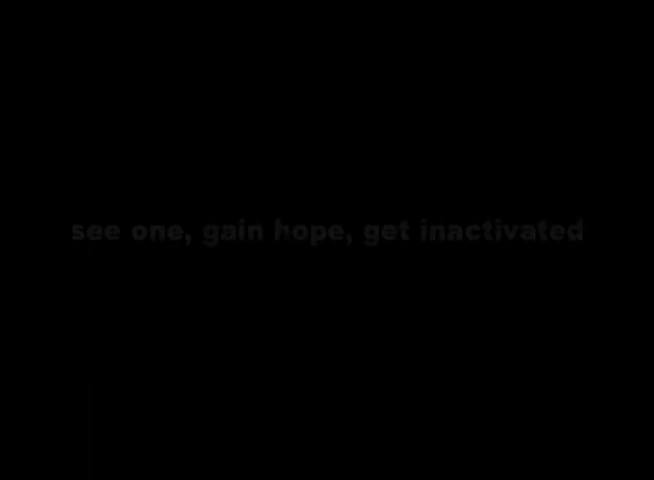 see one, gain hope, get inactivated